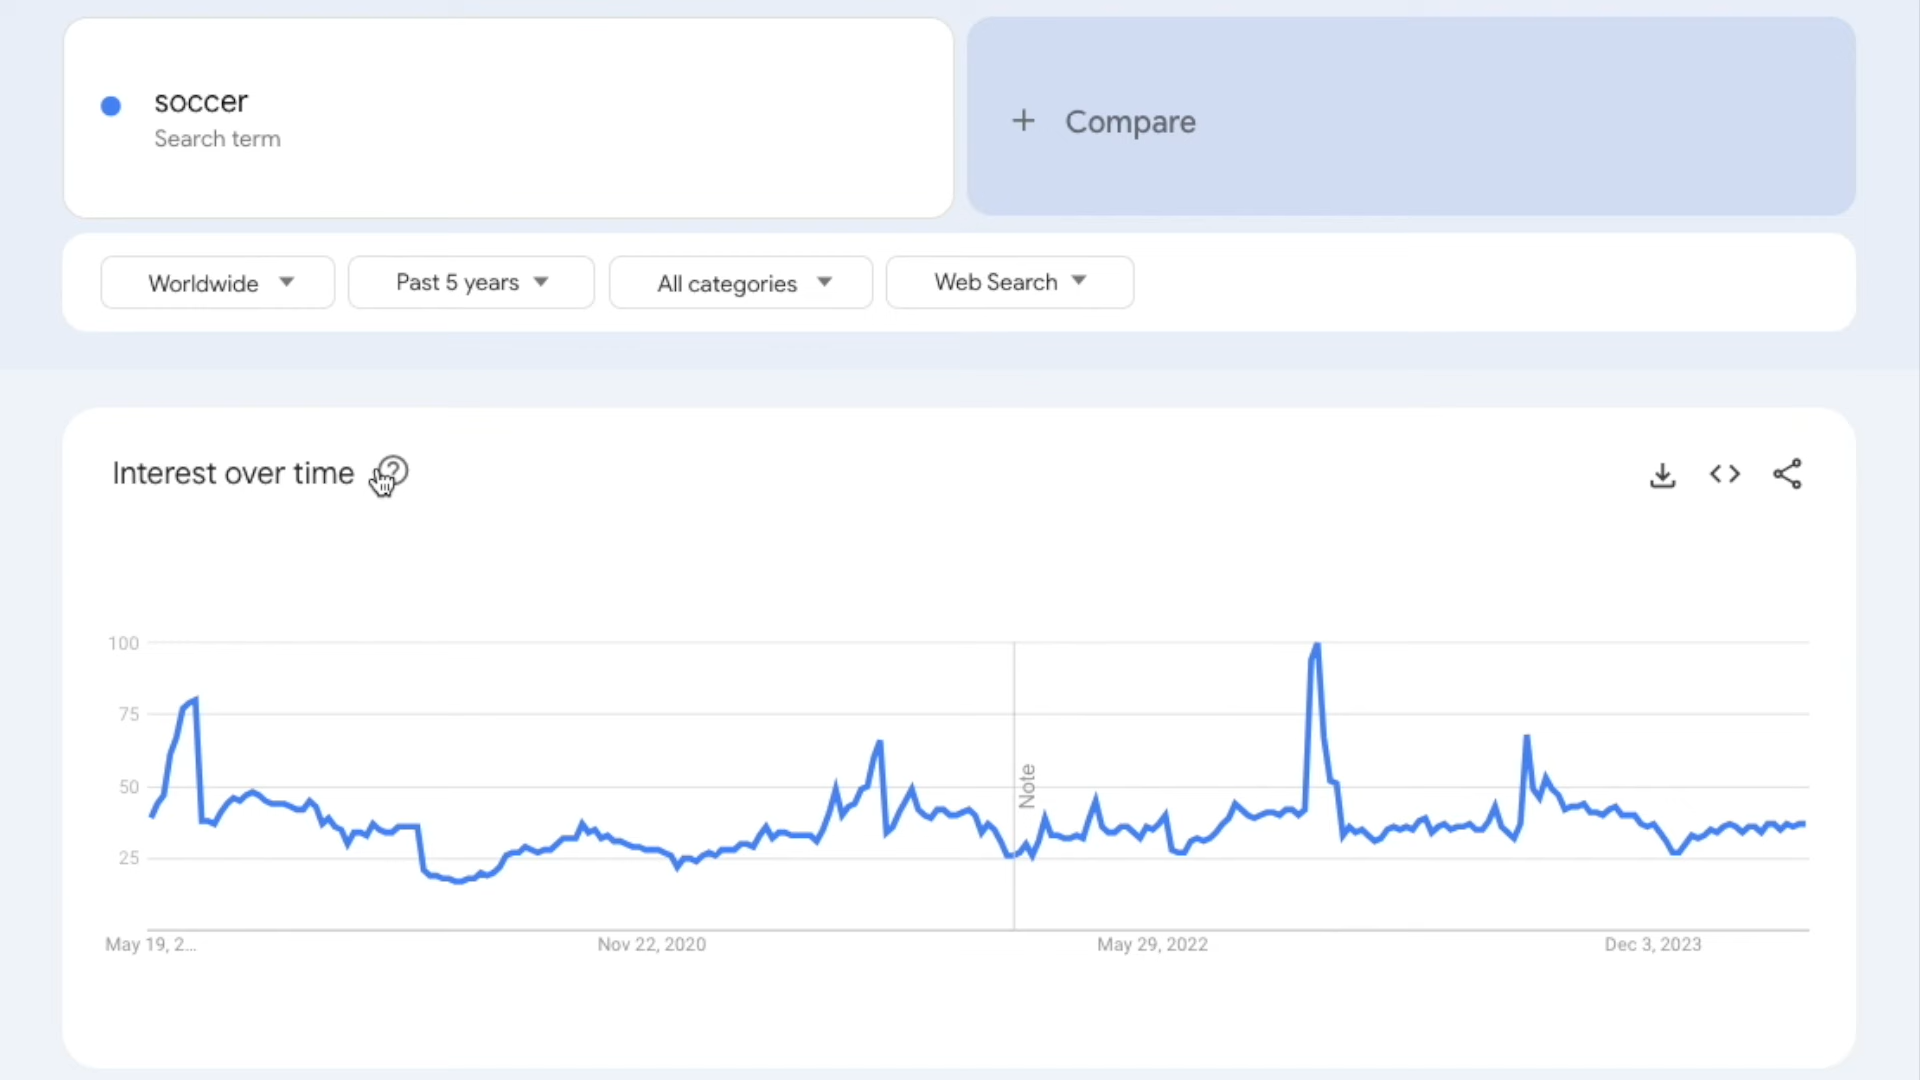 soccer
Search term
+ Compare
Worldwide
Past 5 years
All categories
Web Search
Interest over time
?
100
75
50
25
Note
May 19, 2...
Nov 22, 2020
May 29, 2022
Dec 3, 2023